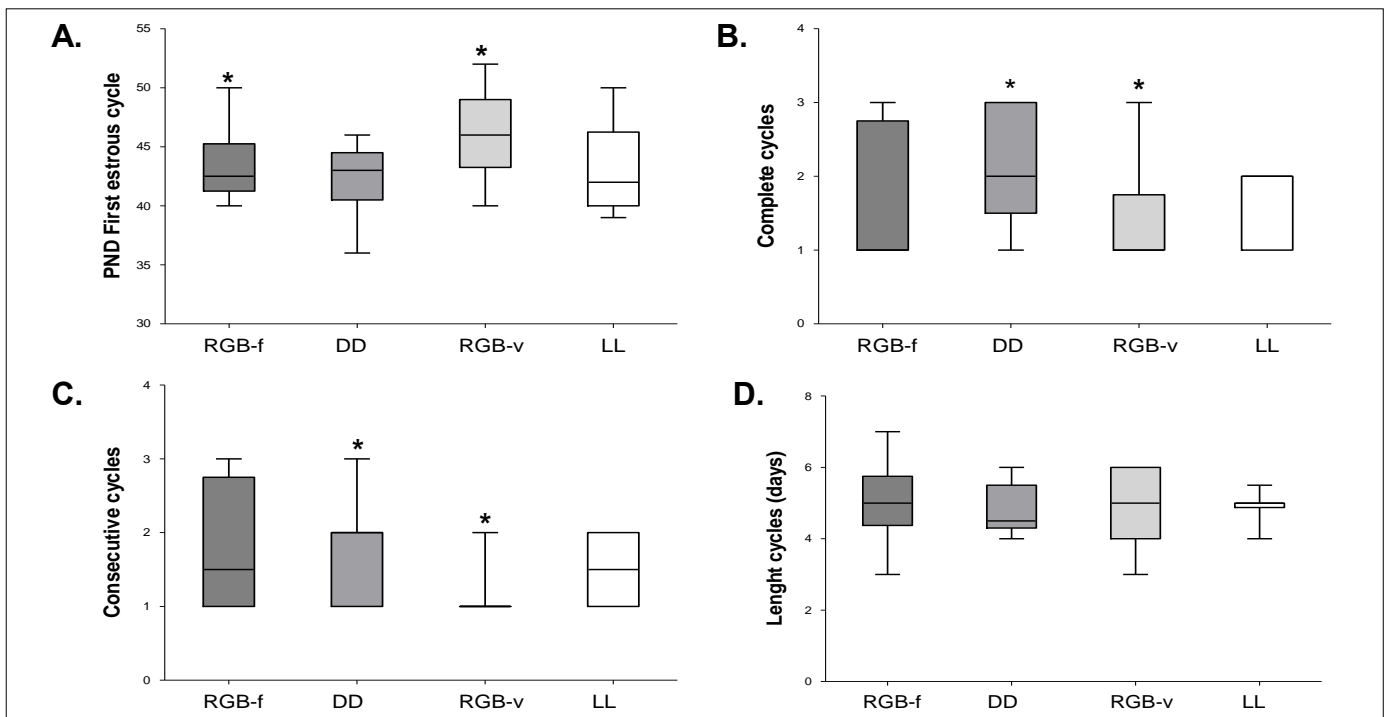 A.
PND First estrous cycle
55
50
45
40
35
30
*
*
RGB-f DD RGB-v LL
B.
Complete cycles
4
3
2
1
0
*
*
RGB-f DD RGB-v LL
C.
Consecutive cycles
4
3
2
1
0
*
*
RGB-f DD RGB-v LL
D.
Lenght cycles (days)
8
6
4
2
0
RGB-f DD RGB-v LL